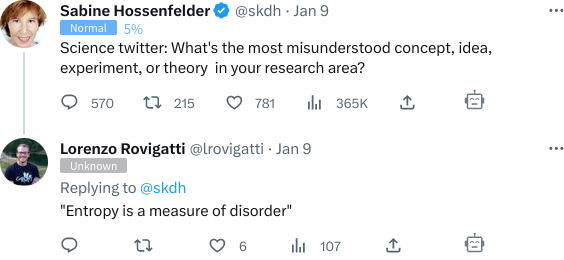 Sabine Hossenfelder @skdh · Jan 9
Normal 5%
Science twitter: What's the most misunderstood concept, idea,
experiment, or theory in your research area?
570 215 781 365K
Lorenzo Rovigatti @lrovigatti · Jan 9
Unknown
Replying to @skdh
"Entropy is a measure of disorder"
6 107